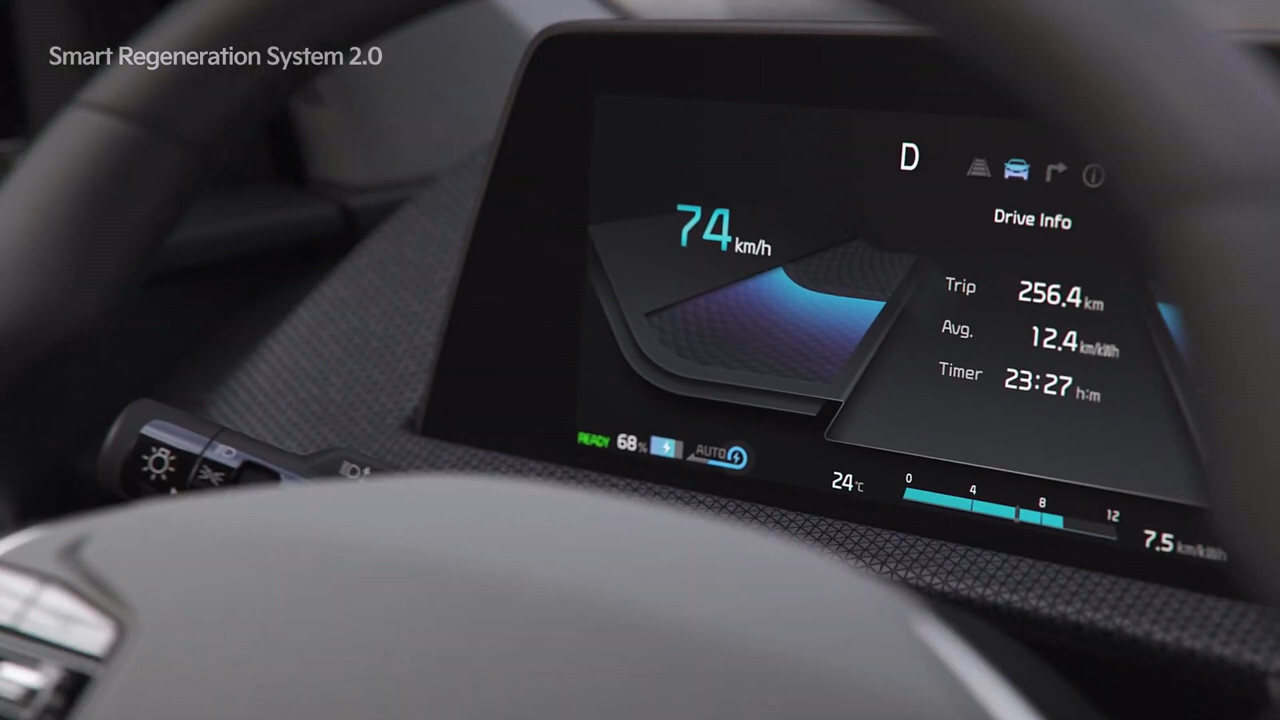 Smart Regeneration System 2.0
D
Drive Info
74 km/h
Trip 256.4 km
Avg. 12.4 km/kWh
Timer 23:27 h:m
READY 68% AUTO
24°C
0 4 8 12
7.5 km/kWh